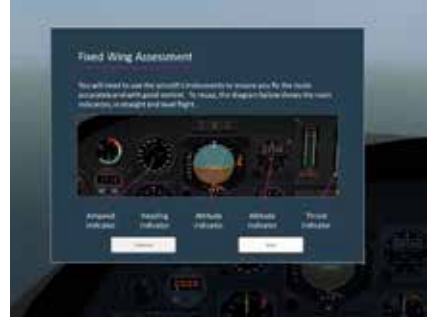 Fixed Wing Assessment
You will need to use the aircraft's instruments to ensure you fly the route
accurately and with good control. To recap, the diagram below shows the main
indicators, in straight and level flight.
Airspeed Heading Attitude Altitude Thrust
Indicator Indicator Indicator Indicator Indicator